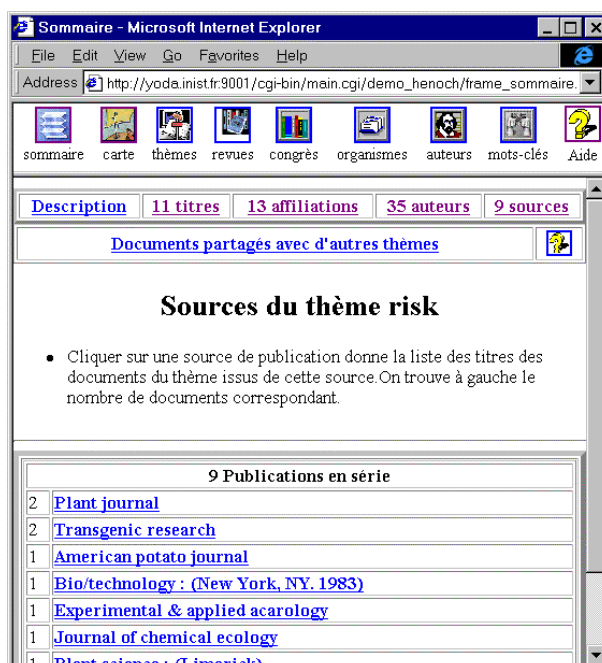 Sommaire - Microsoft Internet Explorer
File Edit View Go Favorites Help
Address http://yoda.inist.fr:9001/cgi-bin/main.cgi/demo_henoch/frame_sommaire.
sommaire carte thèmes revues congrès organismes auteurs mots-clés Aide
Description 11 titres 13 affiliations 35 auteurs 9 sources
Documents partagés avec d'autres thèmes
Sources du thème risk
• Cliquer sur une source de publication donne la liste des titres des
documents du thème issus de cette source.On trouve à gauche le
nombre de documents correspondant.
9 Publications en série
2 Plant journal
2 Transgenic research
1 American potato journal
1 Bio/technology : (New York, NY. 1983)
1 Experimental & applied acarology
1 Journal of chemical ecology
1 Plant science : (Limerick)